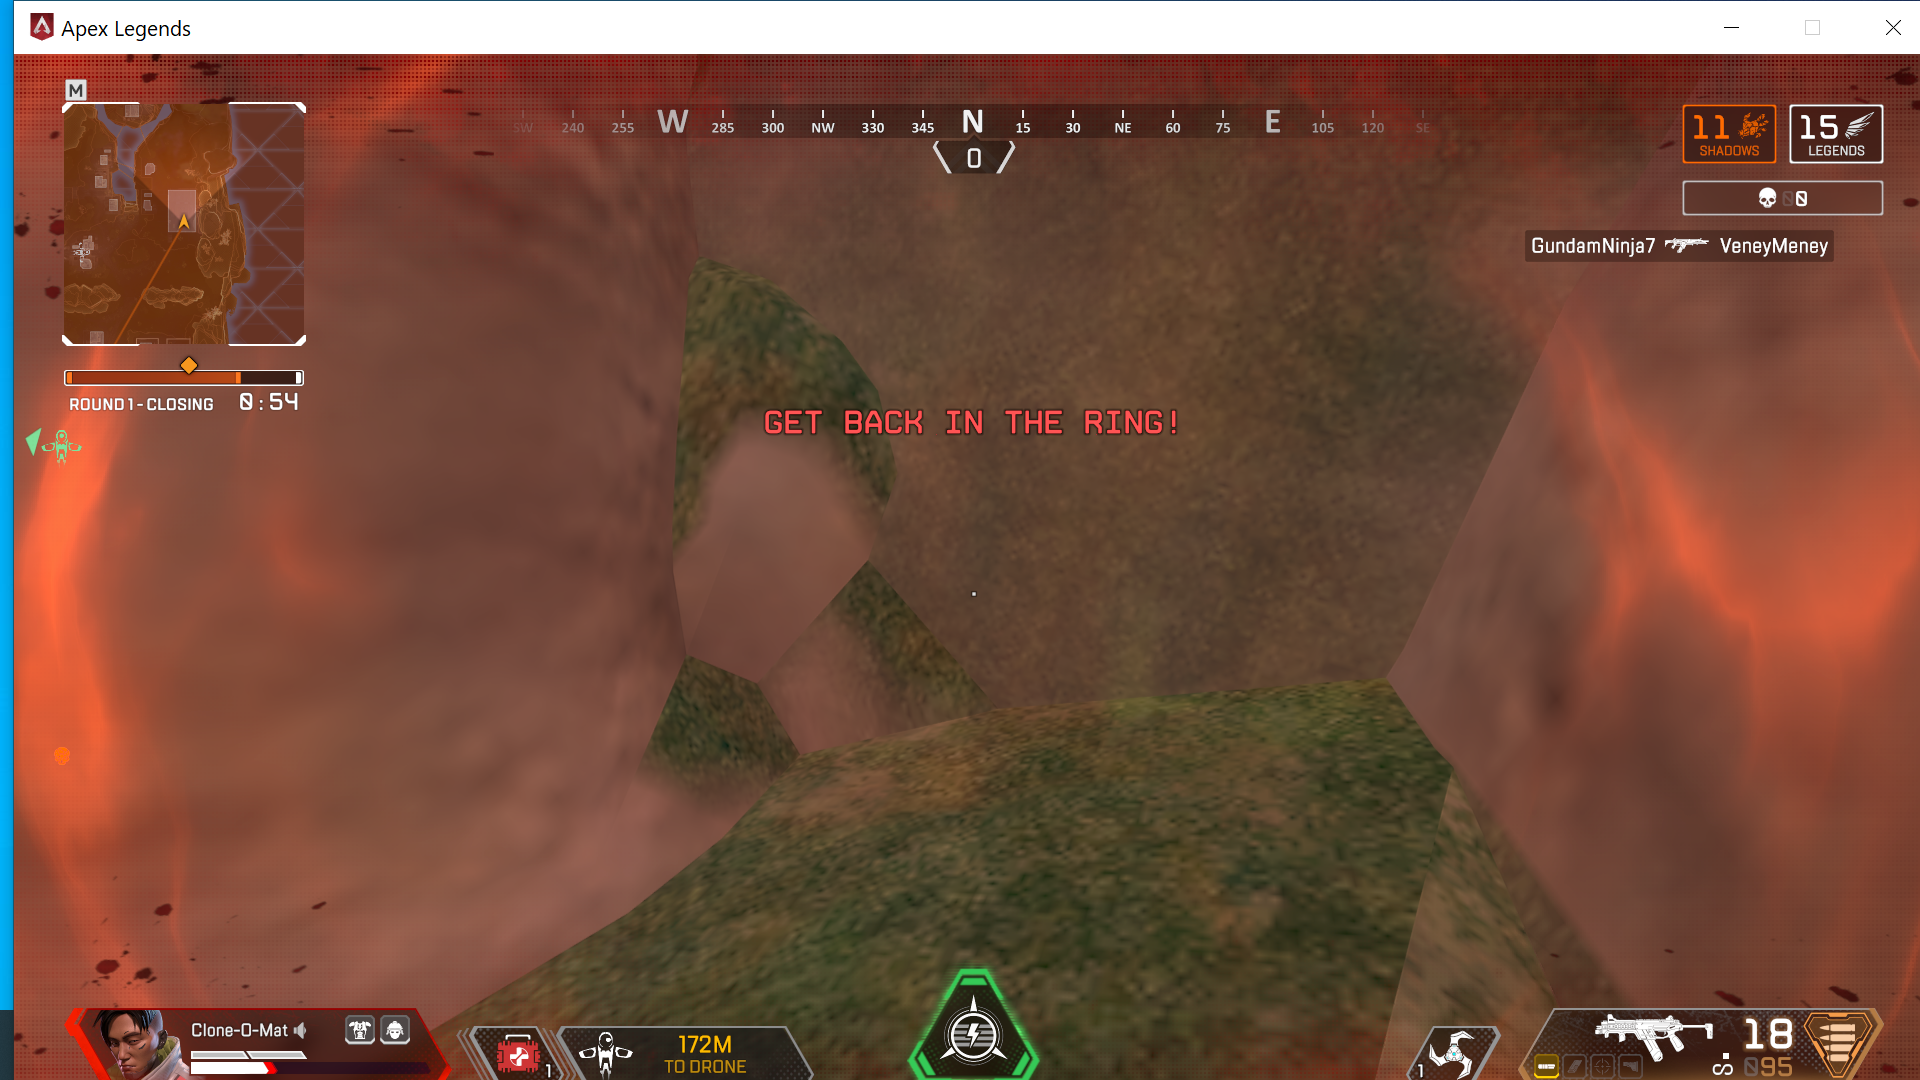 Apex Legends
M
SW 240 255 W 285 300 NW 330 345 N 15 30 NE 60 75 E 105 120 SE
0
11 SHADOWS
15 LEGENDS
00
GundamNinja7 VeneyMeney
ROUND 1 - CLOSING 0:54
GET BACK IN THE RING!
Clone-O-Mat
1
172M
TO DRONE
1
18
S
095